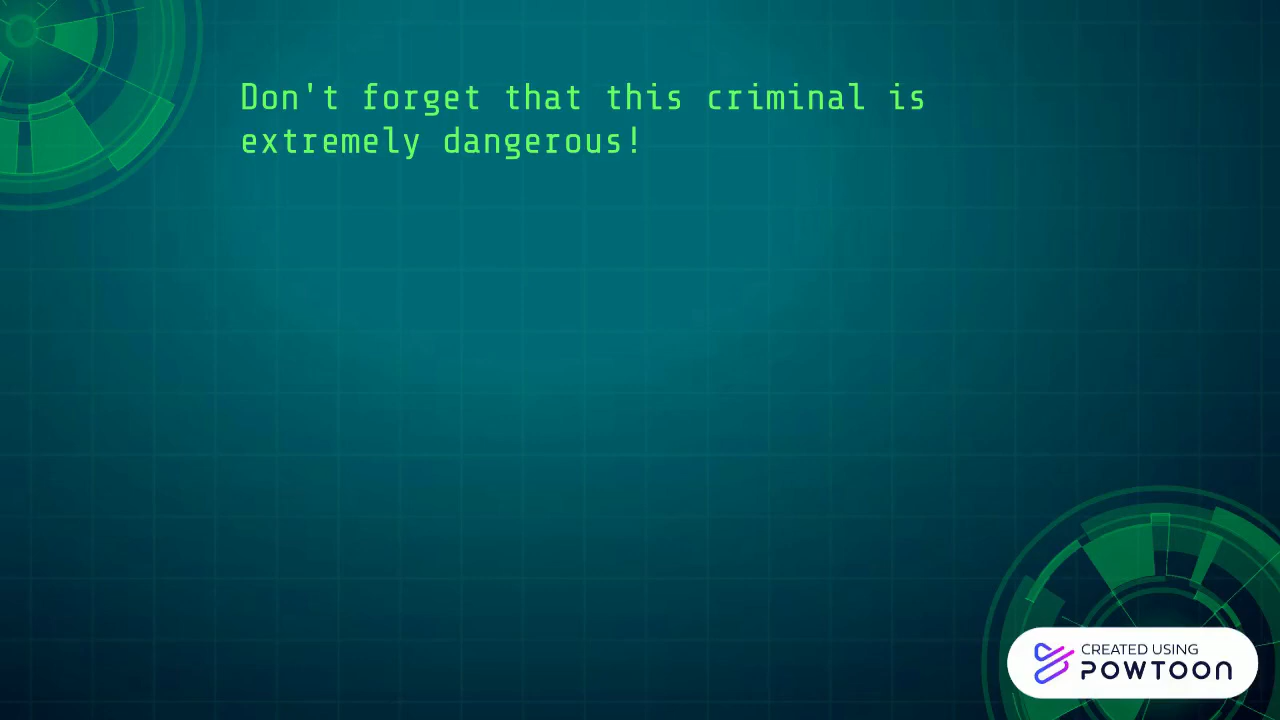 Don't forget that this criminal is
extremely dangerous!
CREATED USING
POWTOON